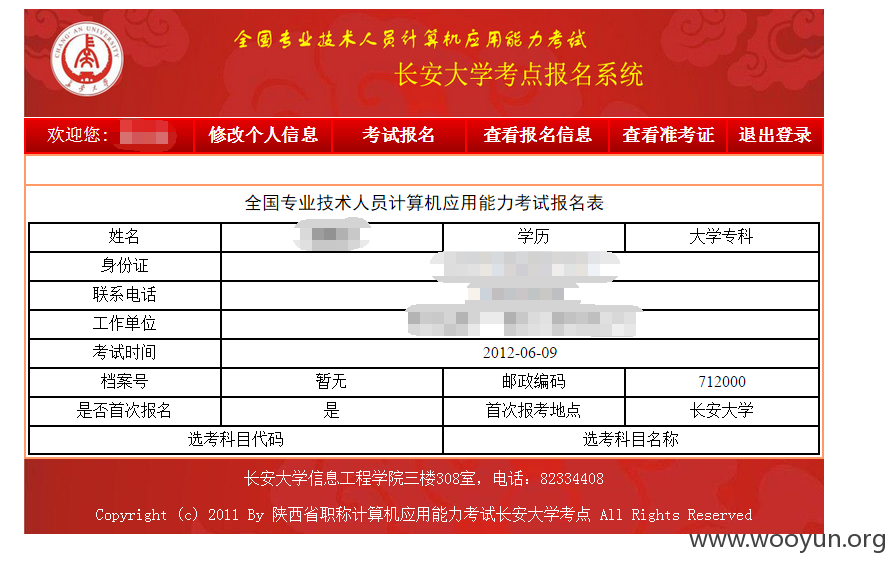 CHANG AN UNIVERSITY
长安大学
全国专业技术人员计算机应用能力考试
长安大学考点报名系统
欢迎您: 修改个人信息 考试报名 查看报名信息 查看准考证 退出登录
全国专业技术人员计算机应用能力考试报名表
姓名 学历 大学专科
身份证
联系电话
工作单位
考试时间 2012-06-09
档案号 暂无 邮政编码 712000
是否首次报名 是 首次报考地点 长安大学
选考科目代码 选考科目名称
长安大学信息工程学院三楼308室，电话：82334408
Copyright (c) 2011 By 陕西省职称计算机应用能力考试长安大学考点 All Rights Reserved
www.wooyun.org